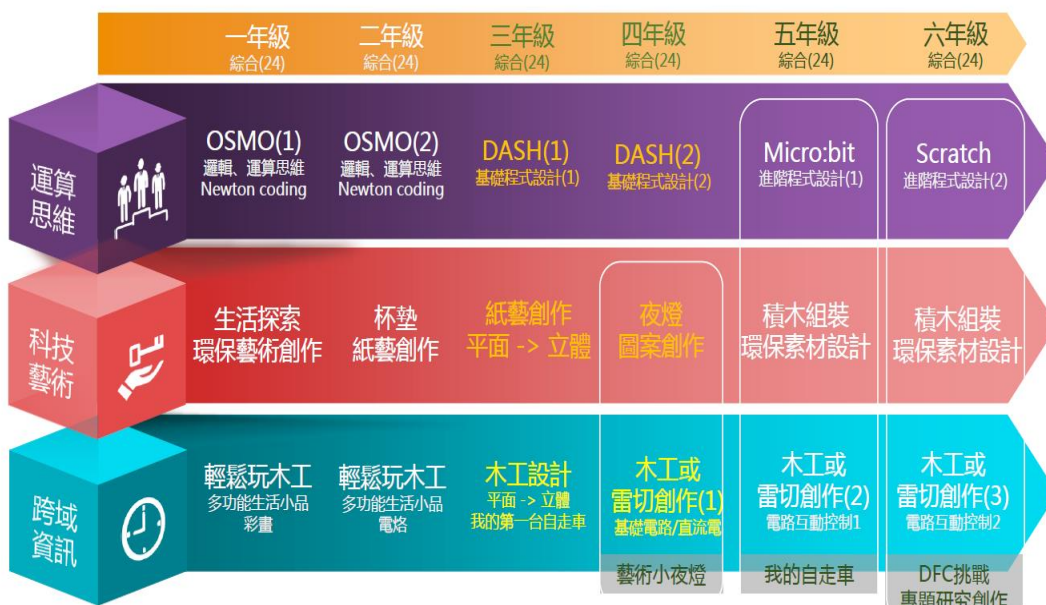 一年級
綜合(24)
二年級
綜合(24)
三年級
綜合(24)
四年級
綜合(24)
五年級
綜合(24)
六年級
綜合(24)
運算
思維
OSMO(1)
邏輯、運算思維
Newton coding
OSMO(2)
邏輯、運算思維
Newton coding
DASH(1)
基礎程式設計(1)
DASH(2)
基礎程式設計(2)
Micro:bit
進階程式設計(1)
Scratch
進階程式設計(2)
科技
藝術
生活探索
環保藝術創作
杯墊
紙藝創作
紙藝創作
平面 -> 立體
夜燈
圖案創作
積木組裝
環保素材設計
積木組裝
環保素材設計
跨域
資訊
輕鬆玩木工
多功能生活小品
彩畫
輕鬆玩木工
多功能生活小品
電烙
木工設計
平面 -> 立體
我的第一台自走車
木工或
雷切創作(1)
基礎電路/直流電
木工或
雷切創作(2)
電路互動控制1
木工或
雷切創作(3)
電路互動控制2
藝術小夜燈
我的自走車
DFC挑戰
專題研究創作